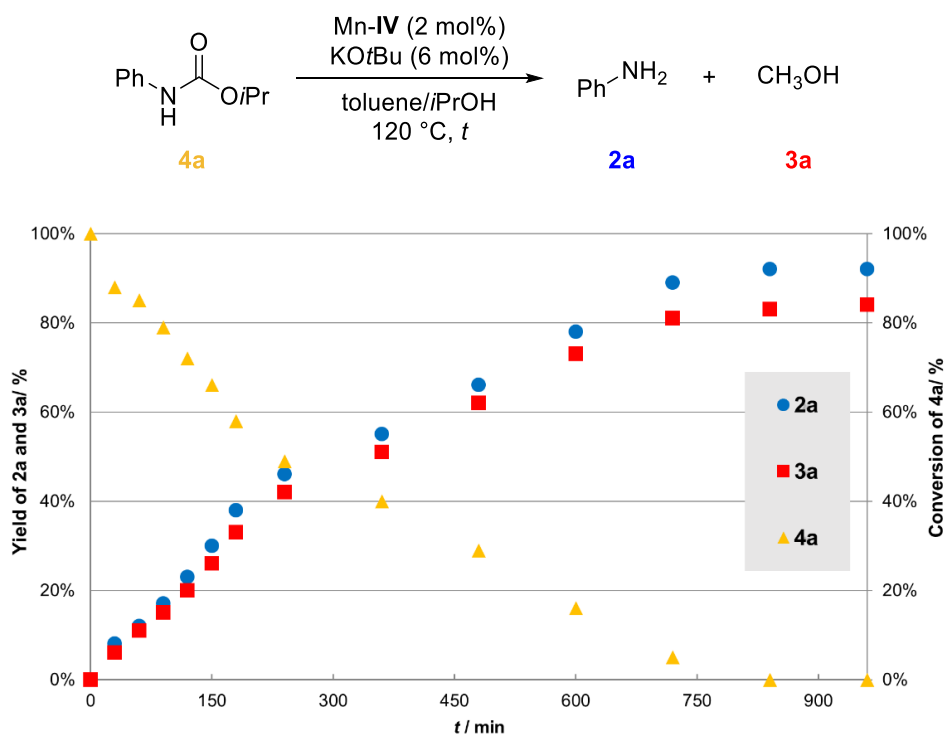 Mn-IV (2 mol%)
KOtBu (6 mol%)
toluene/iPrOH
120 °C, t
O
Ph
N
H
OiPr
4a
Ph
NH2
+
CH3OH
2a
3a
Yield of 2a and 3a/ %
100%
80%
60%
40%
20%
0%
100%
80%
60%
40%
20%
0%
Conversion of 4a/ %
2a
3a
4a
0
150
300
450
600
750
900
t / min